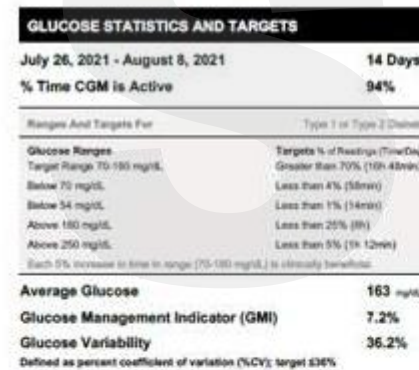 GLUCOSE STATISTICS AND TARGETS
July 26, 2021 - August 8, 2021 14 Days
% Time CGM is Active 94%
Ranges And Targets For Type 1 or Type 2
Glucose Ranges Targets % of Readings (Time/Day
Target Range 70-180 mg/dL Greater than 70% (16h 48min)
Below 70 mg/dL Less than 4% (58min)
Below 54 mg/dL Less than 1% (14min)
Above 180 mg/dL Less than 25% (6h)
Above 250 mg/dL Less than 5% (1h 12min)
Each 5% increase in time in range (70-180 mg/dL) is clinically beneficial.
Average Glucose 163 mg/dL
Glucose Management Indicator (GMI) 7.2%
Glucose Variability 36.2%
Defined as percent coefficient of variation (%CV); target ≤36%